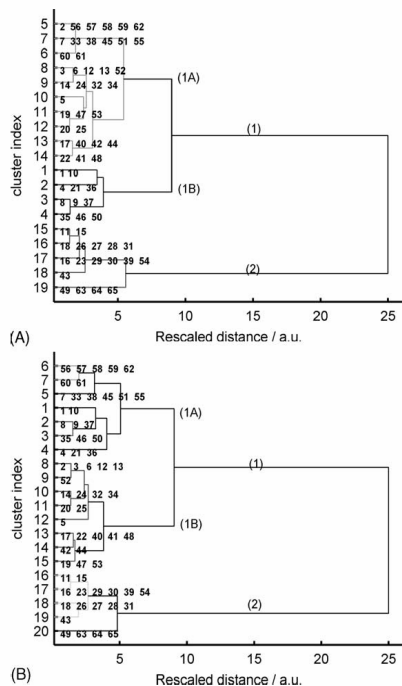 cluster index
5 2 56 57 58 59 62
7 7 33 38 45 51 55
6 60 61
8 3 6 12 13 52
(1A)
9 14 24 32 34
10 5
11 19 47 53
12 20 25
(1)
13 17 40 42 44
14 22 41 48
1 1 10
2 4 21 36
(1B)
3 8 9 37
4 35 46 50
15 11 15
16 18 26 27 28 31
17 16 23 29 30 39 54
18 43
(2)
19 49 63 64 65
5 10 15 20 25
Rescaled distance / a.u.
(A)
cluster index
6 56 57 58 59 62
7 60 61
5 7 33 38 45 51 55
1 1 10
(1A)
2 8 9 37
3 35 46 50
4 4 21 36
(1)
8 2 3 6 12 13
9 52
10 14 24 32 34
11 20 25
12 5
(1B)
13 17 22 40 41 48
14 42 44
15 19 47 53
16 11 15
17 16 23 29 30 39 54
18 18 26 27 28 31
(2)
19 43
20 49 63 64 65
5 10 15 20 25
Rescaled distance / a.u.
(B)